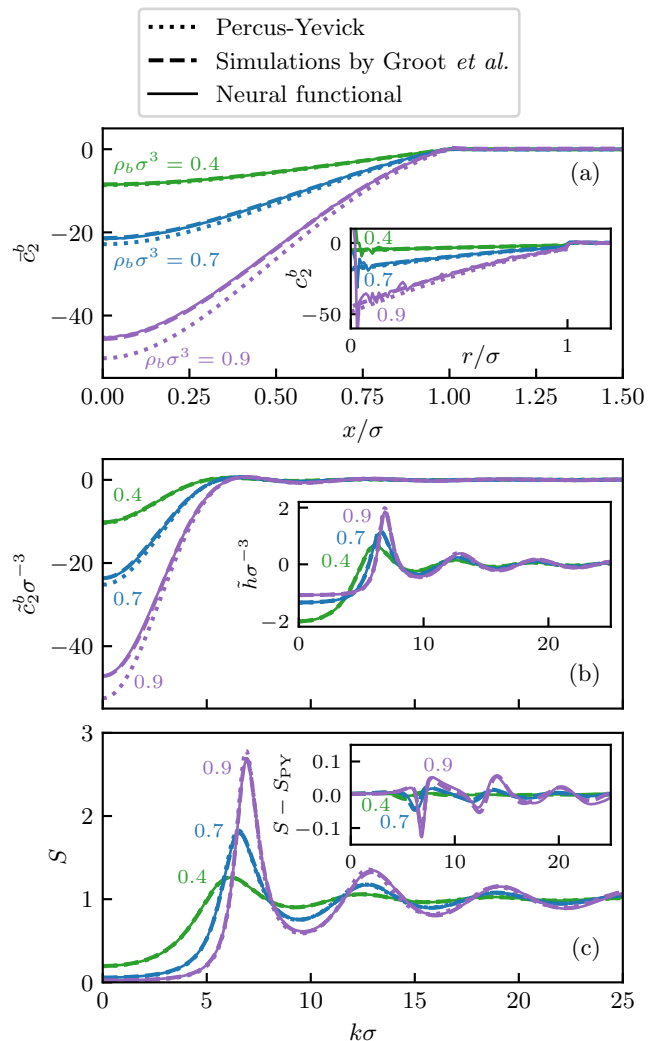 Percus-Yevick
Simulations by Groot et al.
Neural functional
0
−20
−40
c̄₂ᵇ
ρ_bσ³ = 0.4
ρ_bσ³ = 0.7
ρ_bσ³ = 0.9
(a)
0
−50
c₂ᵇ
0.4
0.7
0.9
0 1
r/σ
0.00 0.25 0.50 0.75 1.00 1.25 1.50
x/σ
0
−20
−40
c̃₂ᵇσ⁻³
0.4
0.7
0.9
2
0
−2
h̃σ⁻³
0.9
0.7
0.4
0 10 20
(b)
3
2
1
0
S
0.9
0.7
0.4
0.1
0.0
−0.1
S − S_PY
0.9
0.4
0.7
0 10 20
(c)
0 5 10 15 20 25
kσ